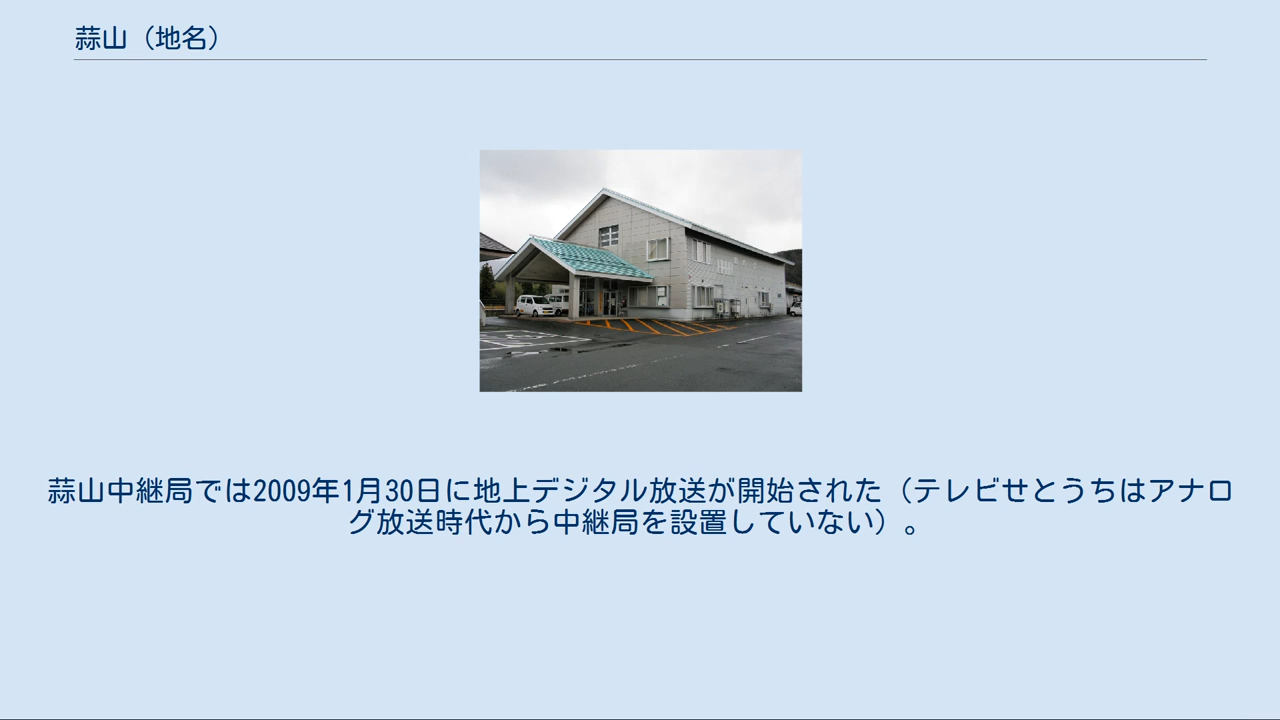 蒜山（地名）
蒜山中継局では2009年1月30日に地上デジタル放送が開始された（テレビせとうちはアナロ
グ放送時代から中継局を設置していない）。